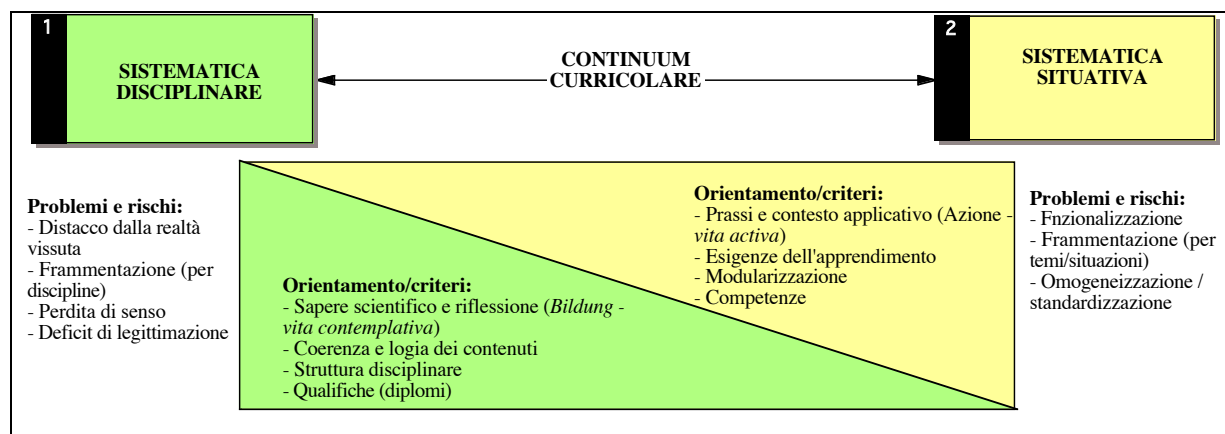 1
SISTEMATICA
DISCIPLINARE
CONTINUUM
CURRICOLARE
2
SISTEMATICA
SITUATIVA
Problemi e rischi:
- Distacco dalla realtà
vissuta
- Frammentazione (per
discipline)
- Perdita di senso
- Deficit di legittimazione
Orientamento/criteri:
- Sapere scientifico e riflessione (Bildung -
vita contemplativa)
- Coerenza e logia dei contenuti
- Struttura disciplinare
- Qualifiche (diplomi)
Orientamento/criteri:
- Prassi e contesto applicativo (Azione -
vita activa)
- Esigenze dell'apprendimento
- Modularizzazione
- Competenze
Problemi e rischi:
- Fnzionalizzazione
- Frammentazione (per
temi/situazioni)
- Omogeneizzazione /
standardizzazione